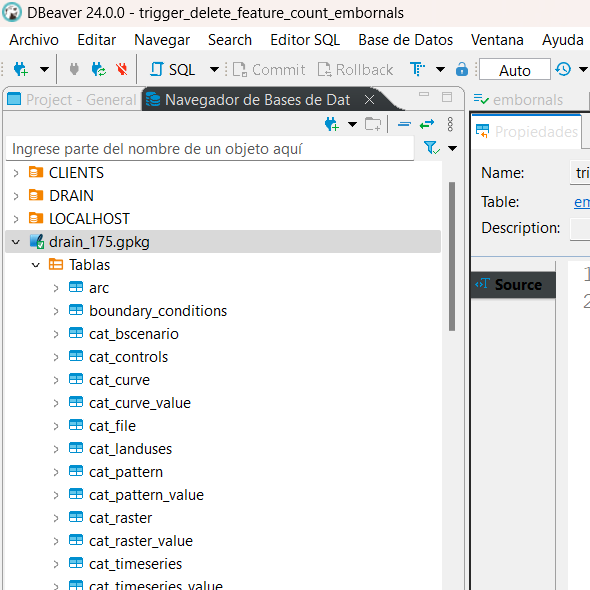 DBeaver 24.0.0 - trigger_delete_feature_count_embornals
Archivo Editar Navegar Search Editor SQL Base de Datos Ventana Ayuda
SQL Commit Rollback T Auto
Project - General Navegador de Bases de Dat embornals
Propiedades
Ingrese parte del nombre de un objeto aquí
CLIENTS
Name: tri
DRAIN
Table: em
LOCALHOST
Description:
drain_175.gpkg
Tablas
Source
1
2
arc
boundary_conditions
cat_bscenario
cat_controls
cat_curve
cat_curve_value
cat_file
cat_landuses
cat_pattern
cat_pattern_value
cat_raster
cat_raster_value
cat_timeseries
cat_timeseries_value